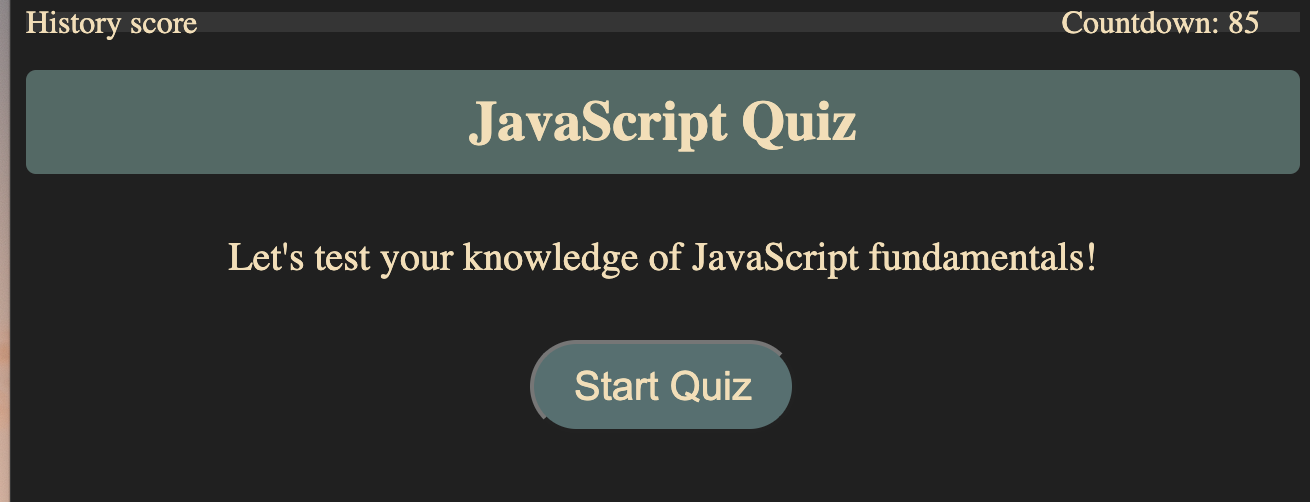 History score
Countdown: 85
JavaScript Quiz
Let's test your knowledge of JavaScript fundamentals!
Start Quiz